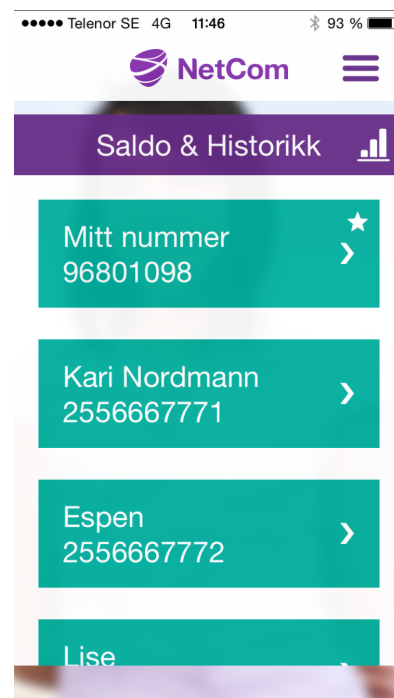 Telenor SE 4G 11:46 93 %
NetCom
Saldo & Historikk
Mitt nummer
96801098
Kari Nordmann
2556667771
Espen
2556667772
Lise